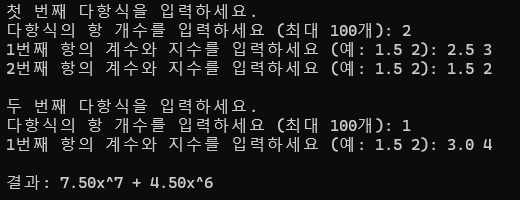 첫 번째 다항식을 입력하세요.
다항식의 항 개수를 입력하세요 (최대 100개): 2
1번째 항의 계수와 지수를 입력하세요 (예: 1.5 2): 2.5 3
2번째 항의 계수와 지수를 입력하세요 (예: 1.5 2): 1.5 2
두 번째 다항식을 입력하세요.
다항식의 항 개수를 입력하세요 (최대 100개): 1
1번째 항의 계수와 지수를 입력하세요 (예: 1.5 2): 3.0 4
결과: 7.50x^7 + 4.50x^6